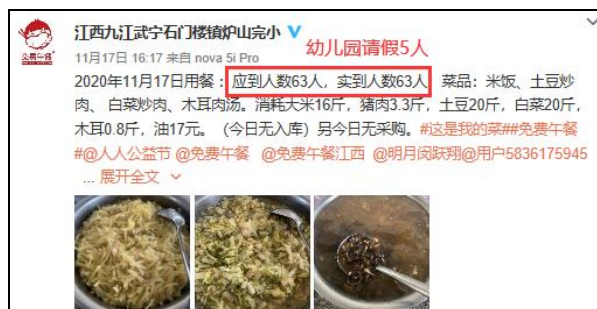 江西九江武宁石门楼镇炉山完小
幼儿园请假5人
11月17日 16:17 来自 nova 5i Pro
免费午餐
2020年11月17日用餐：应到人数63人，实到人数63人 菜品：米饭、土豆炒
肉、白菜炒肉、木耳肉汤。消耗大米16斤，猪肉3.3斤，土豆20斤，白菜20斤，
木耳0.8斤，油17元。（今日无入库）另今日无采购。#这是我的菜##免费午餐
#@人人公益节 @免费午餐 @免费午餐江西 @明月闵跃翔@用户5836175945
... 展开全文